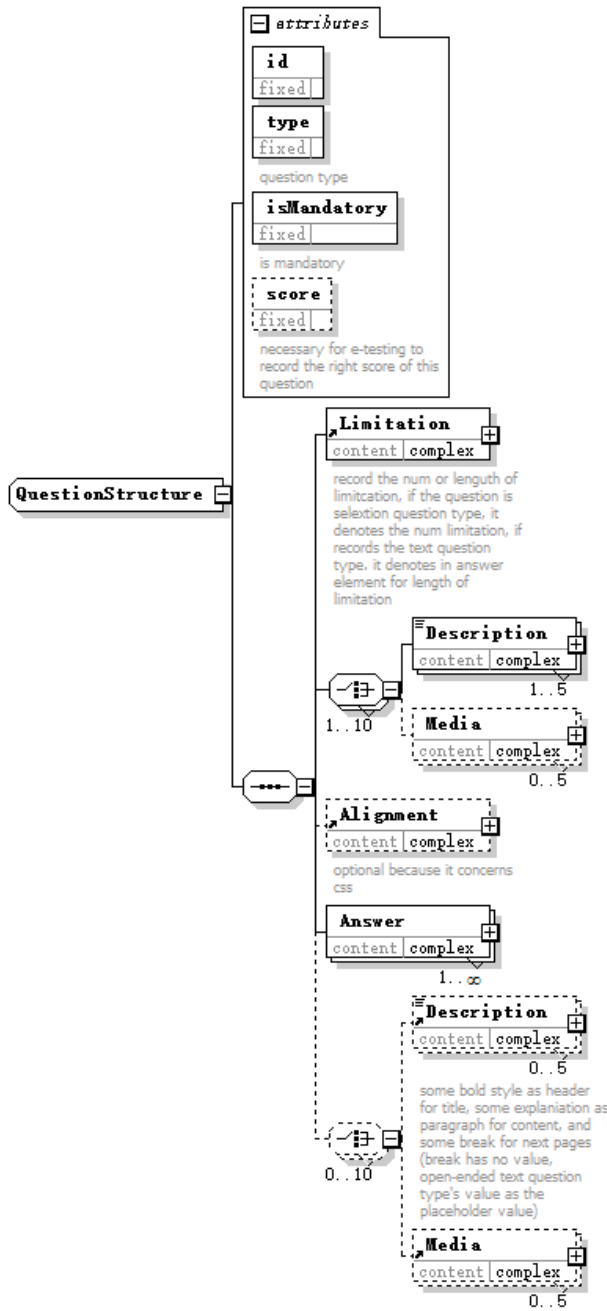 attributes
id
fixed
type
fixed
question type
isMandatory
fixed
is mandatory
score
fixed
necessary for e-testing to
record the right score of this
question
Limitation
content complex
record the num or lenguth of
limitcation, if the question is
selextion question type, it
denotes the num limitation, if
records the text question
type, it denotes in answer
element for length of
limitation
QuestionStructure
Description
content complex
1..5
1..10
Media
content complex
0..5
Alignment
content complex
optional because it concerns
css
Answer
content complex
1..∞
Description
content complex
0..5
some bold style as header
for title, some explaniation as
paragraph for content, and
some break for next pages
(break has no value,
open-ended text question
type's value as the
placeholder value)
0..10
Media
content complex
0..5